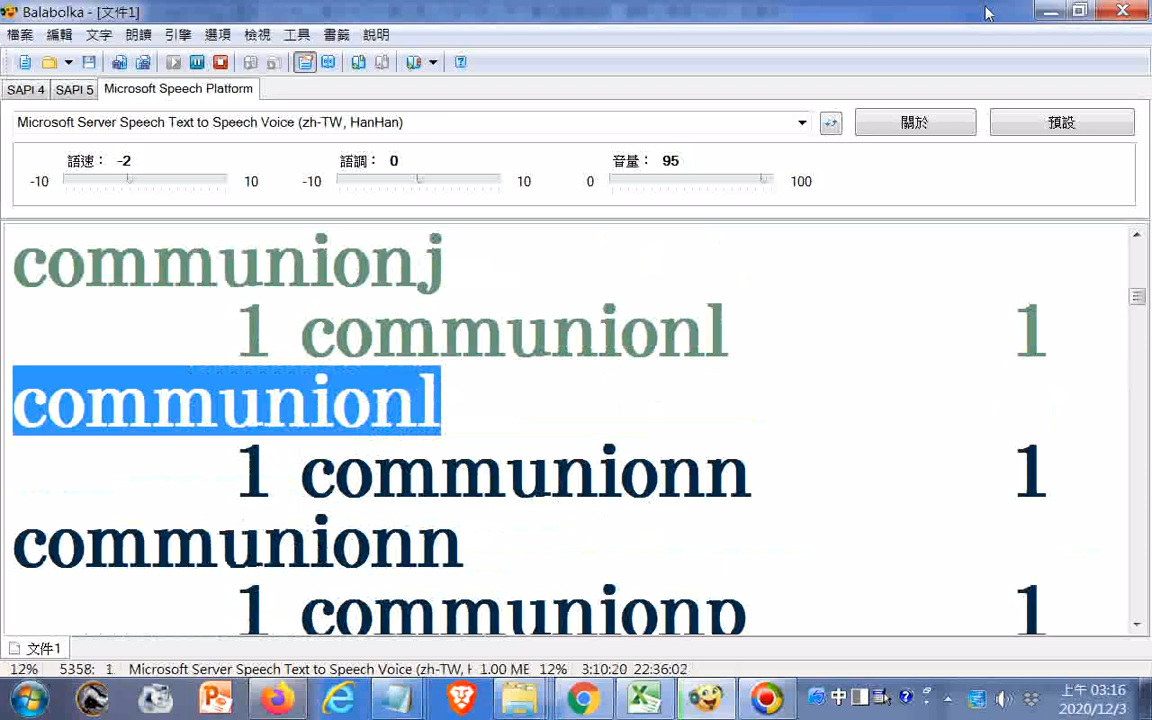 Balabolka - [文件1]
檔案 編輯 文字 朗讀 引擎 選項 檢視 工具 書籤 說明
SAPI 4 SAPI 5 Microsoft Speech Platform
Microsoft Server Speech Text to Speech Voice (zh-TW, HanHan) 關於 預設
語速： -2 語調： 0 音量： 95
-10 10 -10 10 0 100
communionj
1 communionl 1
communionl
1 communionn 1
communionn
1 communionp 1
文件1
12% 5358: 1 Microsoft Server Speech Text to Speech Voice (zh-TW, H 1.00 ME 12% 3:10:20 22:36:02
中 上午 03:16
2020/12/3